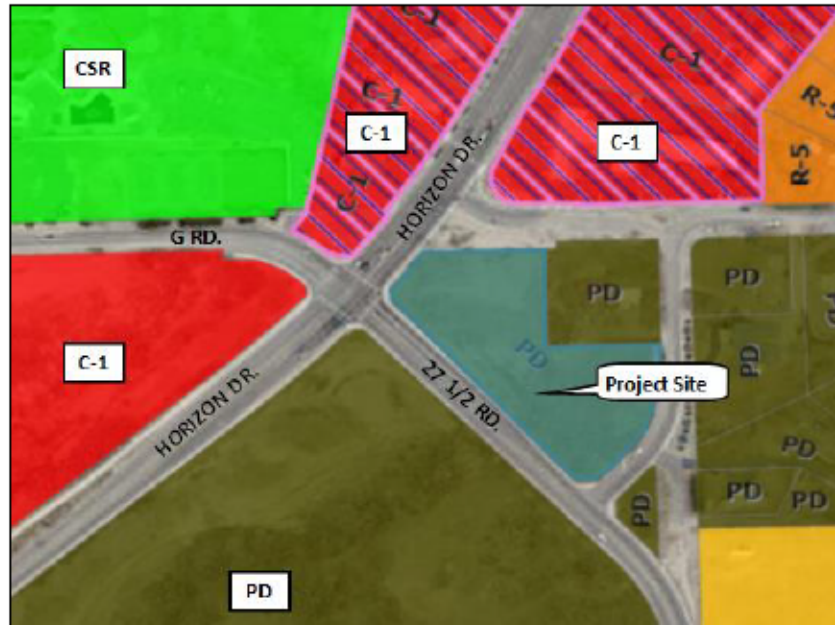 C-1
C-1
CSR
C-1
C-1
C-1
C-1
R-5
R-5
HORIZON DR.
G RD.
PD
PD
PD
C-1
PD
Project Site
27 1/2 RD.
HORIZON DR.
PD
PD
PD
PD
PD